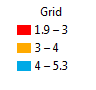 Grid
1.9 – 3
3 – 4
4 – 5.3